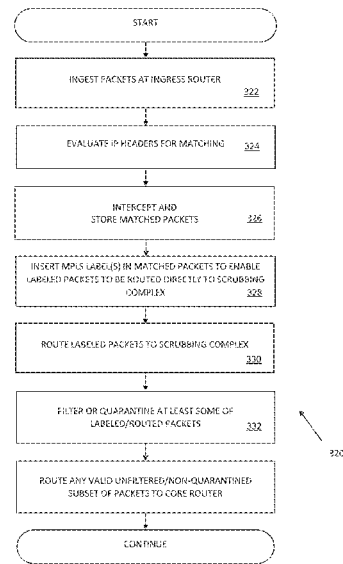 START
INGEST PACKETS AT INGRESS ROUTER
322
EVALUATE IP HEADERS FOR MATCHING
324
INTERCEPT AND
STORE MATCHED PACKETS
326
INSERT MPLS LABEL(S) IN MATCHED PACKETS TO ENABLE
LABELED PACKETS TO BE ROUTED DIRECTLY TO SCRUBBING
COMPLEX
328
ROUTE LABELED PACKETS TO SCRUBBING COMPLEX
330
FILTER OR QUARANTINE AT LEAST SOME OF
LABELED/ROUTED PACKETS
332
320
ROUTE ANY VALID UNFILTERED/NON-QUARANTINED
SUBSET OF PACKETS TO CORE ROUTER
CONTINUE